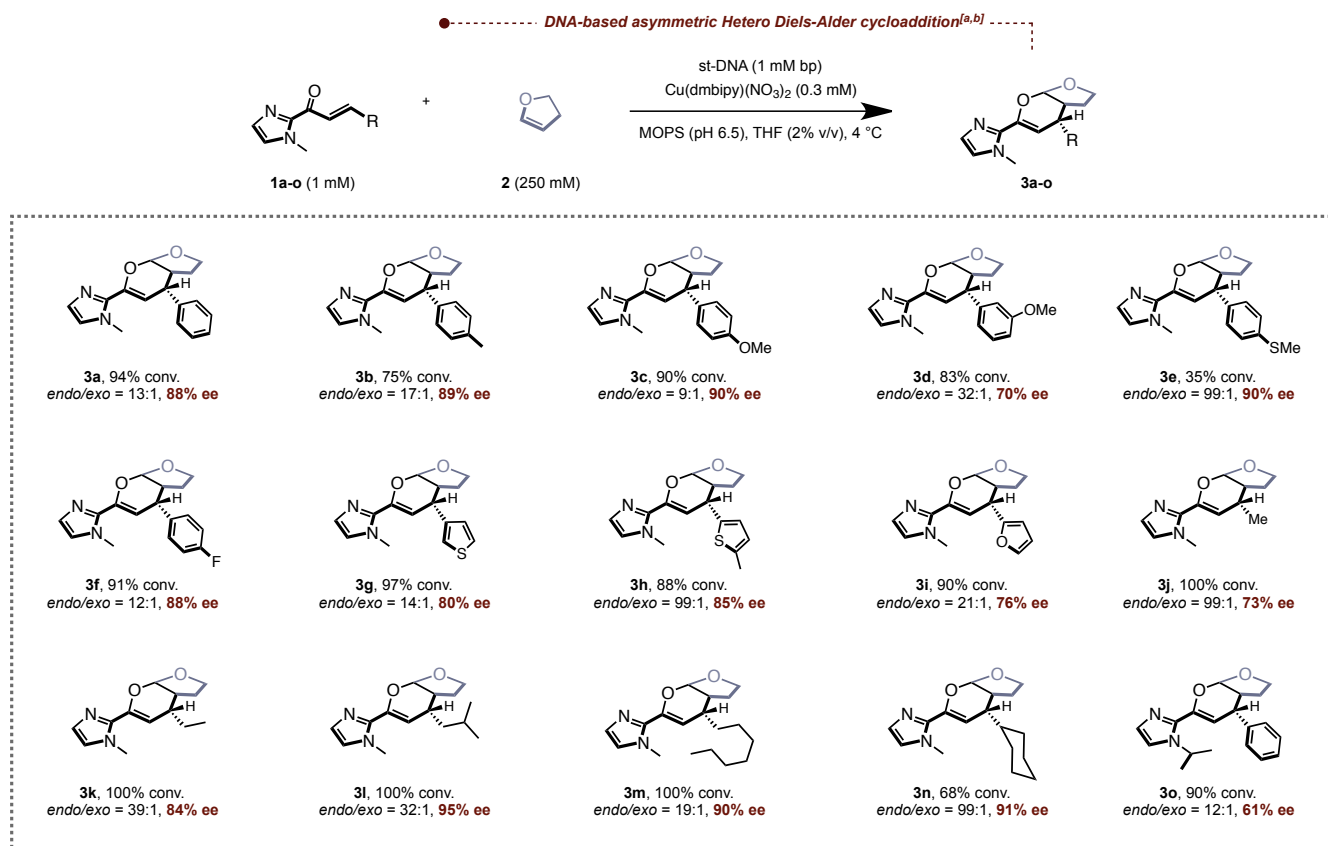 DNA-based asymmetric Hetero Diels-Alder cycloaddition[a,b]
st-DNA (1 mM bp)
Cu(dmbipy)(NO3)2 (0.3 mM)
MOPS (pH 6.5), THF (2% v/v), 4 °C
N
N
O
R
+
O
O
O
H
N
N
R
1a-o (1 mM)
2 (250 mM)
3a-o
O
O
H
N
N
O
O
H
N
N
O
O
H
N
N
OMe
O
O
H
N
N
OMe
O
O
H
N
N
SMe
3a, 94% conv.
endo/exo = 13:1, 88% ee
3b, 75% conv.
endo/exo = 17:1, 89% ee
3c, 90% conv.
endo/exo = 9:1, 90% ee
3d, 83% conv.
endo/exo = 32:1, 70% ee
3e, 35% conv.
endo/exo = 99:1, 90% ee
O
O
H
N
N
F
O
O
H
N
N
S
O
O
H
N
N
S
O
O
H
N
N
O
O
O
H
N
N
Me
3f, 91% conv.
endo/exo = 12:1, 88% ee
3g, 97% conv.
endo/exo = 14:1, 80% ee
3h, 88% conv.
endo/exo = 99:1, 85% ee
3i, 90% conv.
endo/exo = 21:1, 76% ee
3j, 100% conv.
endo/exo = 99:1, 73% ee
O
O
H
N
N
O
O
H
N
N
O
O
H
N
N
O
O
H
N
N
O
O
H
N
N
3k, 100% conv.
endo/exo = 39:1, 84% ee
3l, 100% conv.
endo/exo = 32:1, 95% ee
3m, 100% conv.
endo/exo = 19:1, 90% ee
3n, 68% conv.
endo/exo = 99:1, 91% ee
3o, 90% conv.
endo/exo = 12:1, 61% ee